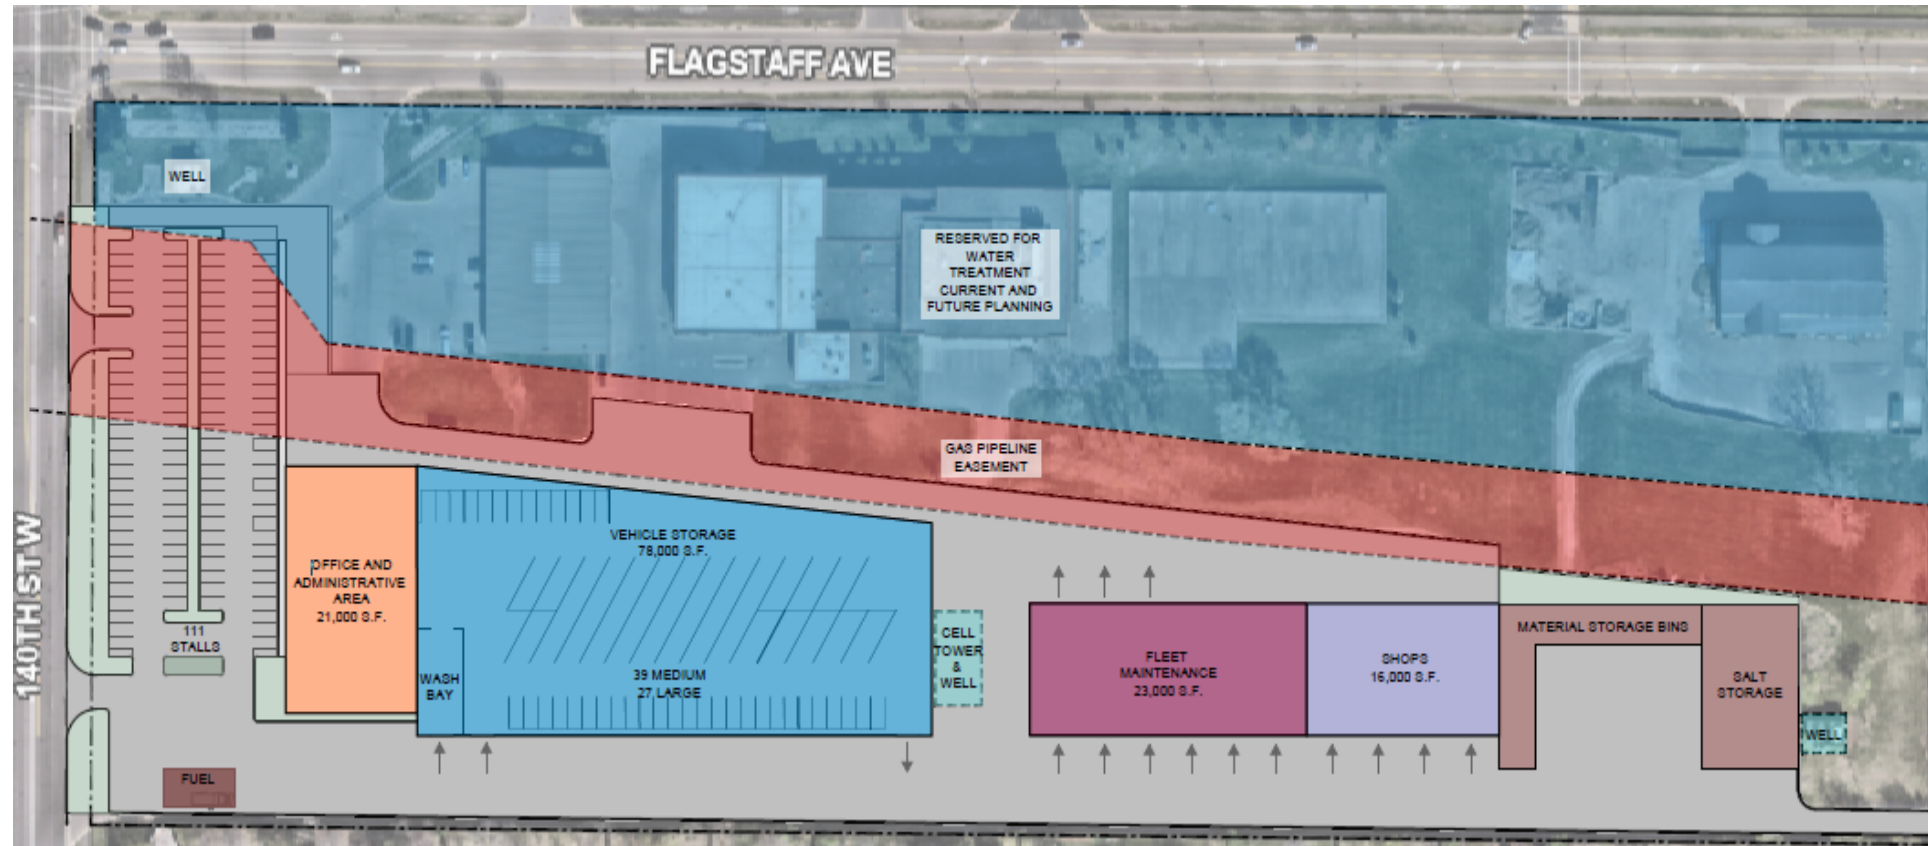 FLAGSTAFF AVE
WELL
RESERVED FOR
WATER
TREATMENT
CURRENT AND
FUTURE PLANNING
GAS PIPELINE
EASEMENT
140TH ST W
111
STALLS
OFFICE AND
ADMINISTRATIVE
AREA
21,000 S.F.
VEHICLE STORAGE
78,000 S.F.
39 MEDIUM
27 LARGE
WASH
BAY
CELL
TOWER
&
WELL
FLEET
MAINTENANCE
23,000 S.F.
SHOPS
16,000 S.F.
MATERIAL STORAGE BINS
SALT
STORAGE
WELL
FUEL